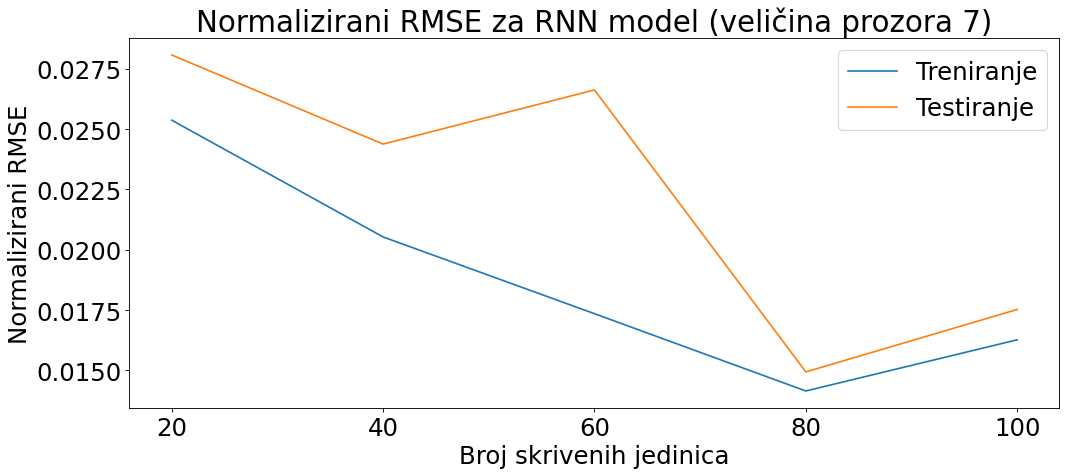 Normalizirani RMSE za RNN model (veličina prozora 7)
Treniranje
Testiranje
Normalizirani RMSE
0.0275
0.0250
0.0225
0.0200
0.0175
0.0150
20 40 60 80 100
Broj skrivenih jedinica